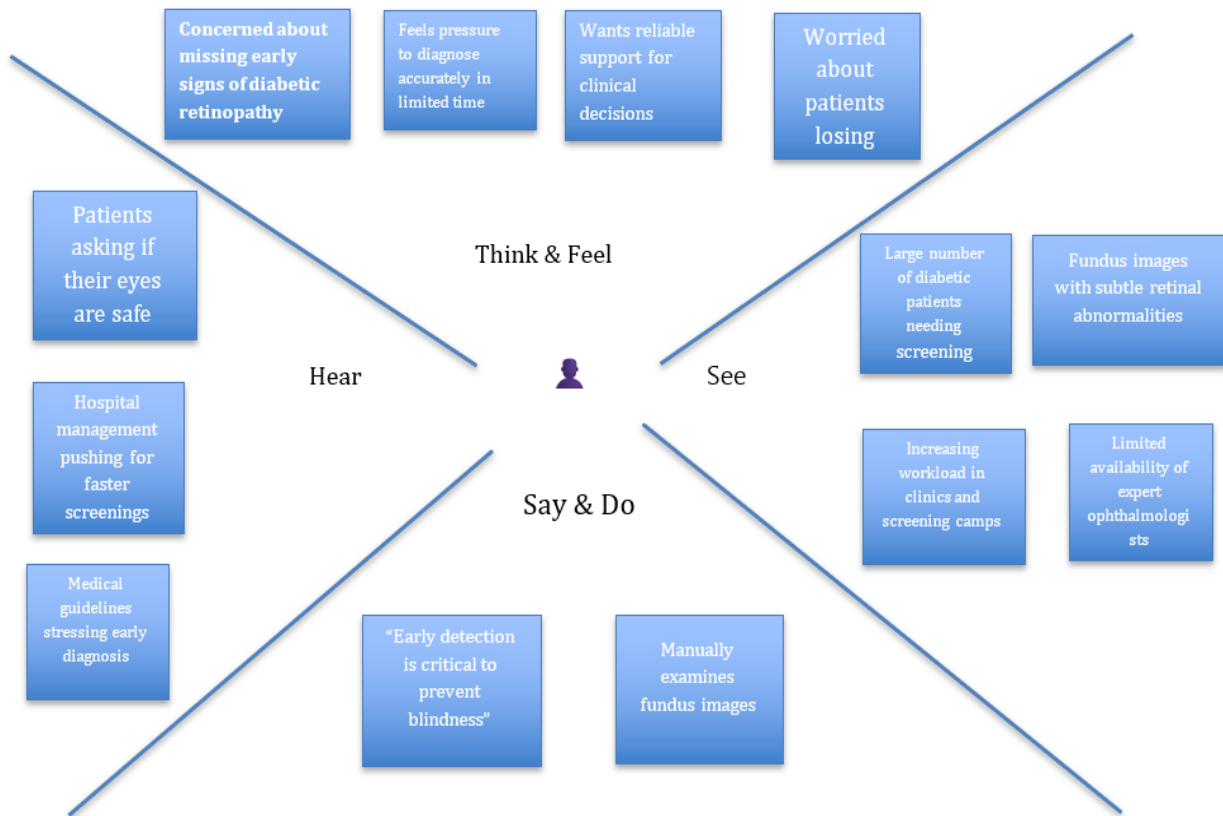 Concerned about
missing early
signs of diabetic
retinopathy
Feels pressure
to diagnose
accurately in
limited time
Wants reliable
support for
clinical
decisions
Worried
about
patients
losing
Think & Feel
Patients
asking if
their eyes
are safe
Hospital
management
pushing for
faster
screenings
Medical
guidelines
stressing early
diagnosis
Hear
See
Large number
of diabetic
patients
needing
screening
Fundus images
with subtle retinal
abnormalities
Increasing
workload in
clinics and
screening camps
Limited
availability of
expert
ophthalmologi
sts
Say & Do
“Early detection
is critical to
prevent
blindness”
Manually
examines
fundus images